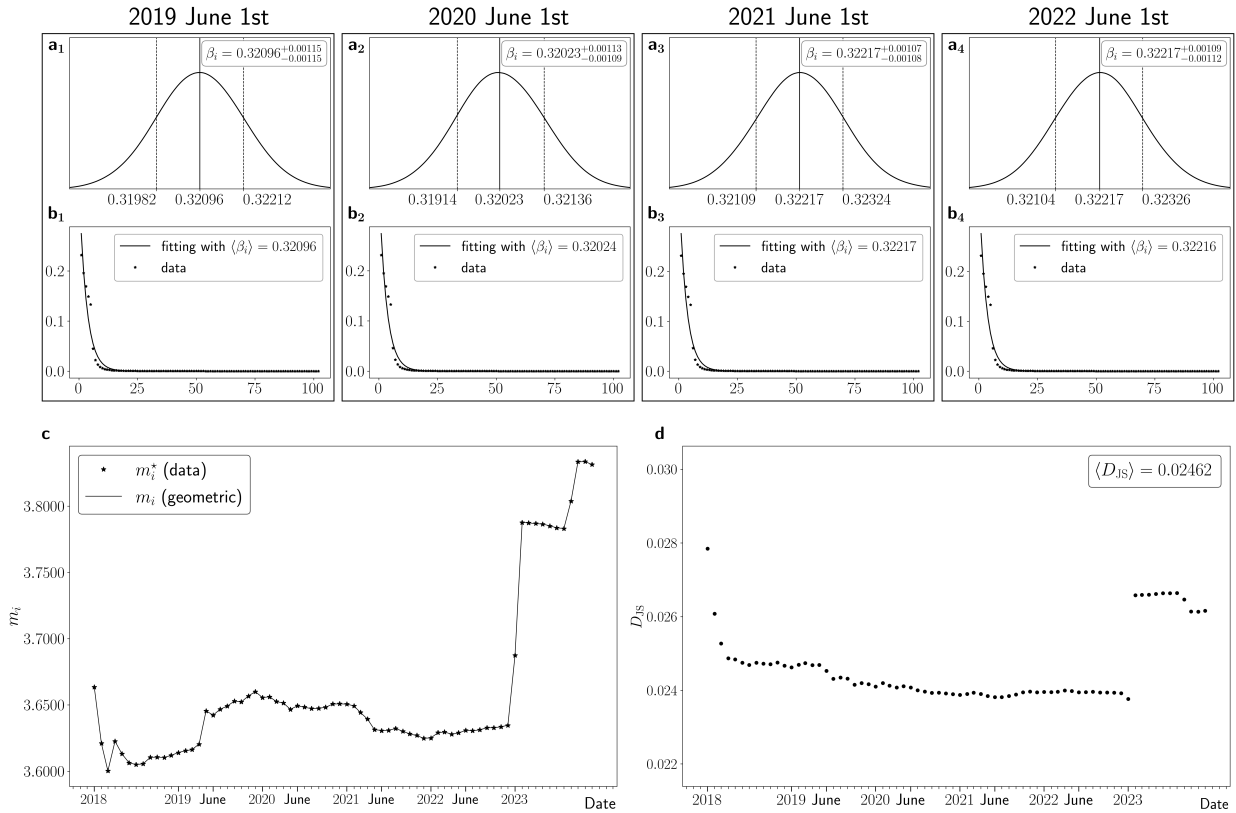 2019 June 1st 2020 June 1st 2021 June 1st 2022 June 1st
a₁ βᵢ = 0.32096 +0.00115 −0.00115
a₂ βᵢ = 0.32023 +0.00113 −0.00109
a₃ βᵢ = 0.32217 +0.00107 −0.00108
a₄ βᵢ = 0.32217 +0.00109 −0.00112
0.31982 0.32096 0.32212
0.31914 0.32023 0.32136
0.32109 0.32217 0.32324
0.32104 0.32217 0.32326
b₁
fitting with ⟨βᵢ⟩ = 0.32096
data
0.2
0.1
0.0
0 25 50 75 100
b₂
fitting with ⟨βᵢ⟩ = 0.32024
data
0.2
0.1
0.0
0 25 50 75 100
b₃
fitting with ⟨βᵢ⟩ = 0.32217
data
0.2
0.1
0.0
0 25 50 75 100
b₄
fitting with ⟨βᵢ⟩ = 0.32216
data
0.2
0.1
0.0
0 25 50 75 100
c
mᵢ⋆ (data)
mᵢ (geometric)
3.8000
3.7500
3.7000
3.6500
3.6000
mᵢ
2018 2019 June 2020 June 2021 June 2022 June 2023
Date
d
⟨D_JS⟩ = 0.02462
0.030
0.028
0.026
0.024
0.022
D_JS
2018 2019 June 2020 June 2021 June 2022 June 2023
Date